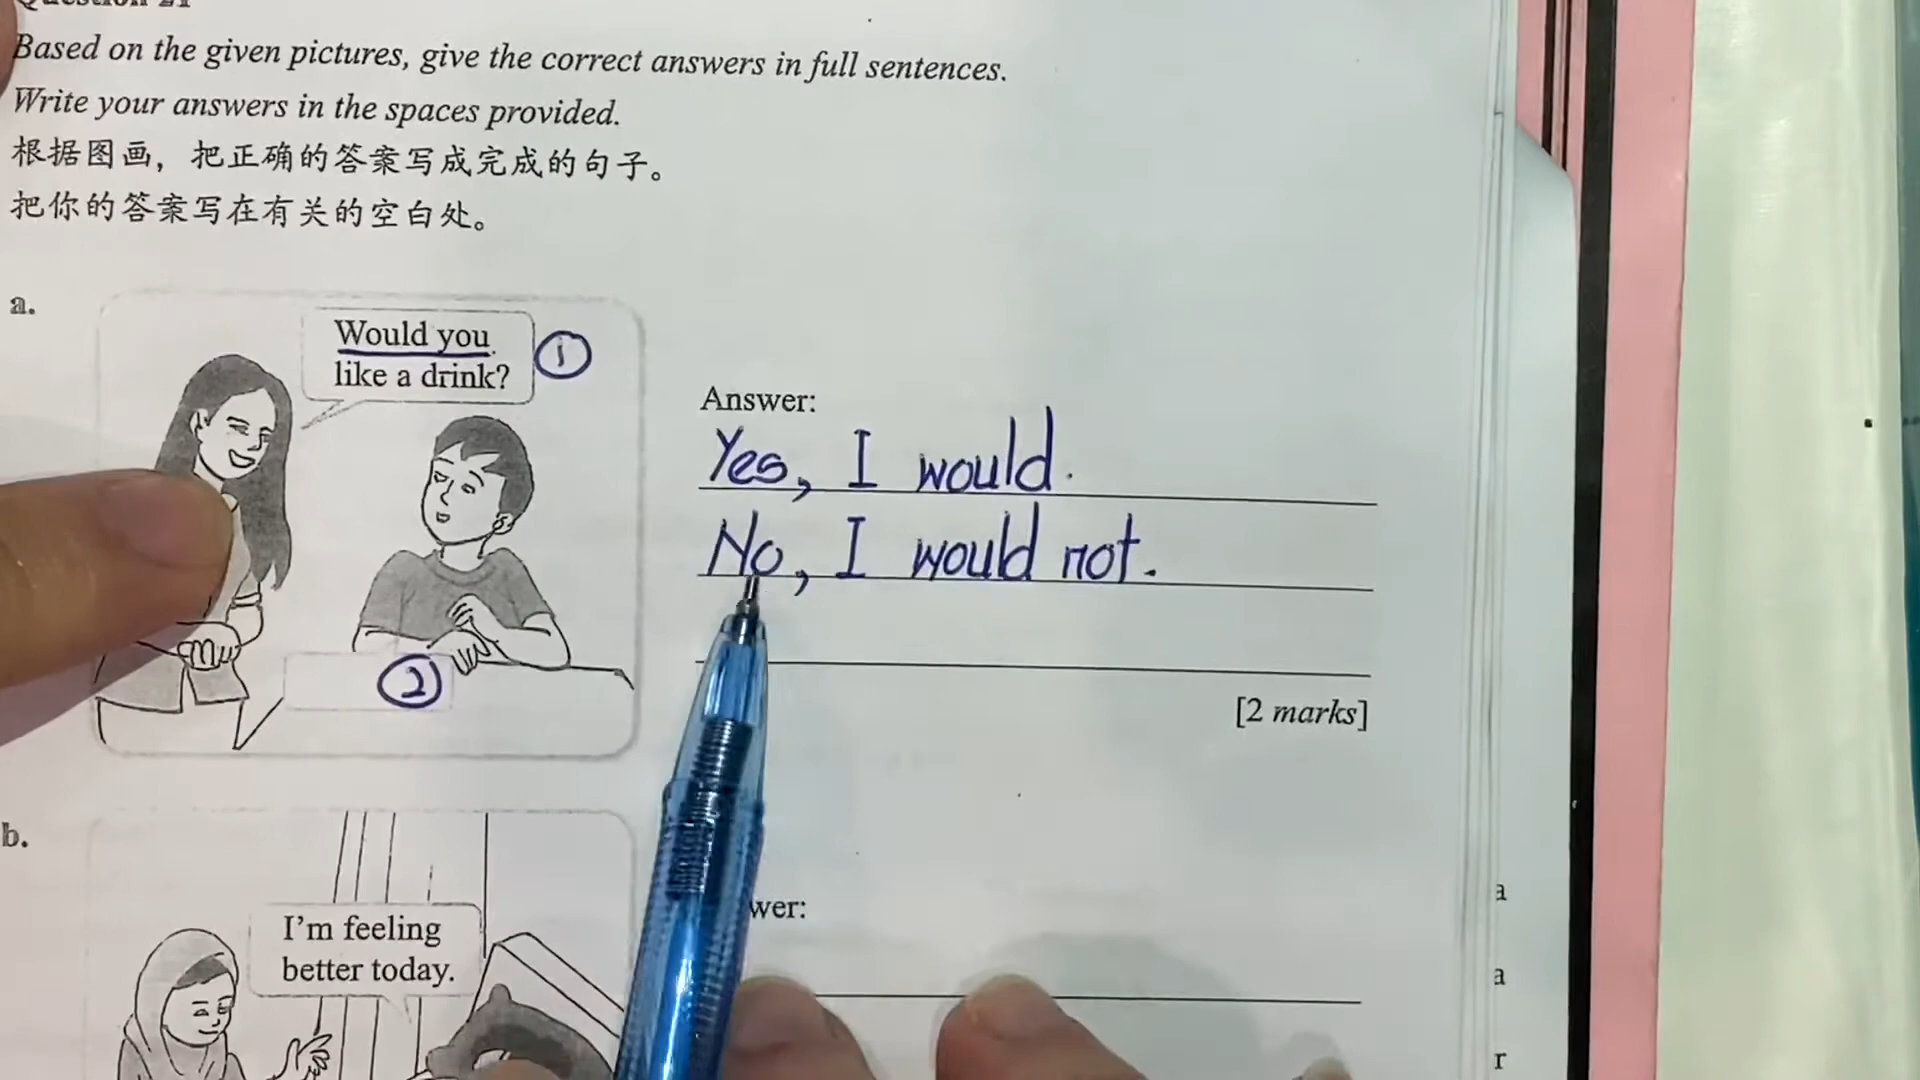 Question 21
Based on the given pictures, give the correct answers in full sentences.
Write your answers in the spaces provided.
根据图画，把正确的答案写成完成的句子。
把你的答案写在有关的空白处。
a.
Would you
like a drink?
1
2
Answer:
Yes, I would.
No, I would not.
[2 marks]
b.
I'm feeling
better today.
wer:
a
a
r